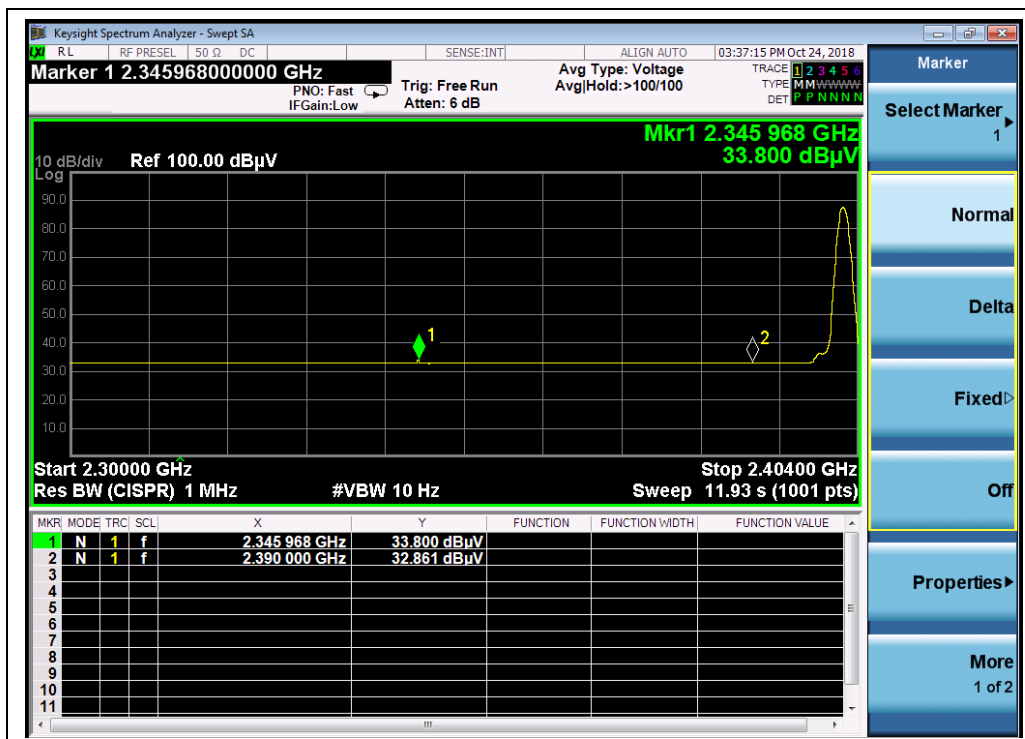 Keysight Spectrum Analyzer - Swept SA
LXI RL RF PRESEL 50 Ω DC SENSE:INT ALIGN AUTO 03:37:15 PM Oct 24, 2018
Marker 1 2.345968000000 GHz
PNO: Fast
IFGain:Low
Trig: Free Run
Atten: 6 dB
Avg Type: Voltage
Avg|Hold:>100/100
TRACE 1 2 3 4 5 6
TYPE MMWWWW
DET P P N N N N
Mkr1 2.345 968 GHz
33.800 dBµV
10 dB/div Ref 100.00 dBµV
Log
90.0
80.0
70.0
60.0
50.0
40.0
30.0
20.0
10.0
1
2
Start 2.30000 GHz Stop 2.40400 GHz
Res BW (CISPR) 1 MHz #VBW 10 Hz Sweep 11.93 s (1001 pts)
MKR MODE TRC SCL X Y FUNCTION FUNCTION WIDTH FUNCTION VALUE
1 N 1 f 2.345 968 GHz 33.800 dBµV
2 N 1 f 2.390 000 GHz 32.861 dBµV
3
4
5
6
7
8
9
10
11
Marker
Select Marker
1
Normal
Delta
Fixed
Off
Properties
More
1 of 2